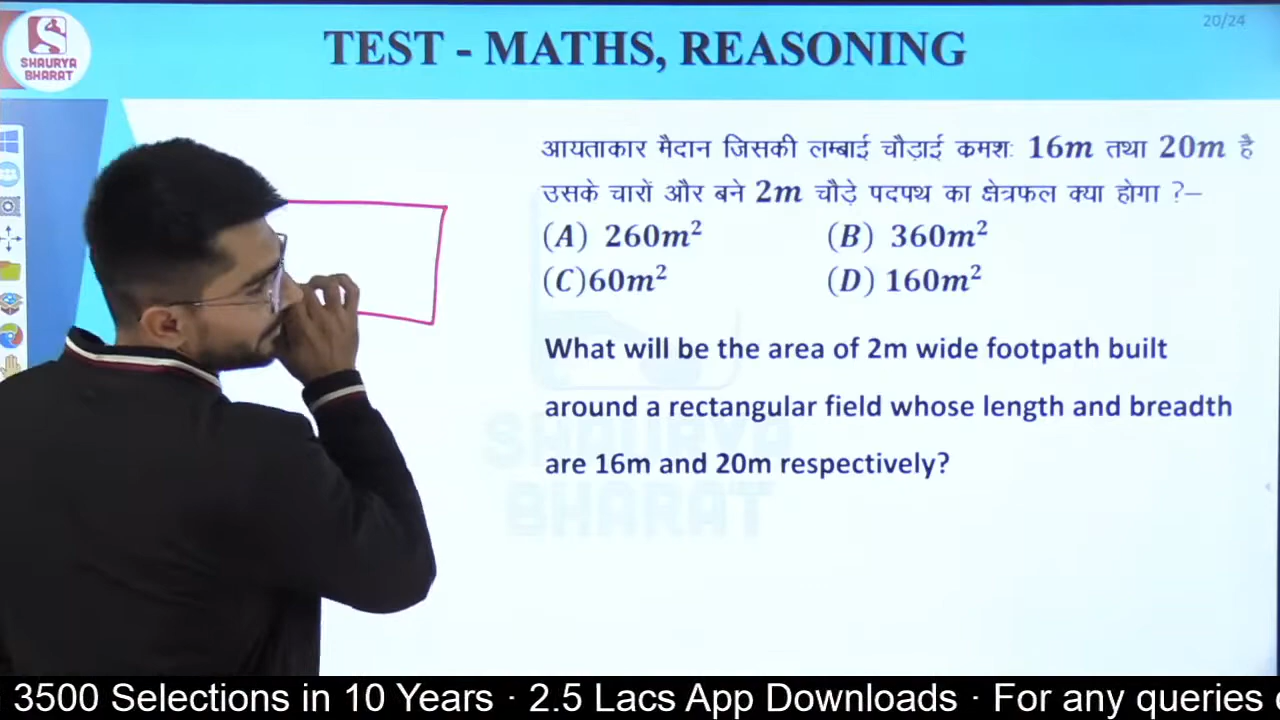 20/24
SHAURYA
BHARAT
TEST - MATHS, REASONING
आयताकार मैदान जिसकी लम्बाई चौड़ाई कमशः 16m तथा 20m है
उसके चारों और बने 2m चौड़े पदपथ का क्षेत्रफल क्या होगा ?–
(A) 260m² (B) 360m²
(C)60m² (D) 160m²
What will be the area of 2m wide footpath built
around a rectangular field whose length and breadth
are 16m and 20m respectively?
SHAURYA
BHARAT
3500 Selections in 10 Years · 2.5 Lacs App Downloads · For any queries